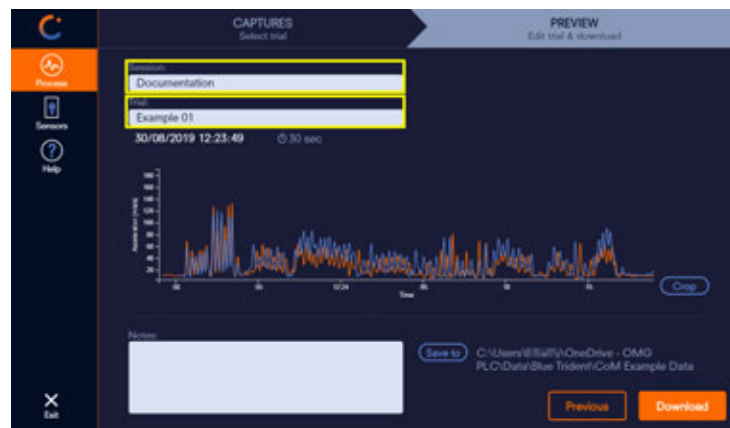 CAPTURES
Select trial
PREVIEW
Edit trial & download
Process
Sensors
Help
Exit
Session:
Documentation
Trial:
Example 01
30/08/2019 12:23:49
30 sec
Time
Crop
Notes:
Save to
OneDrive - OMG
PLC\Data\Blue Trident\CoM Example Data
Previous
Download